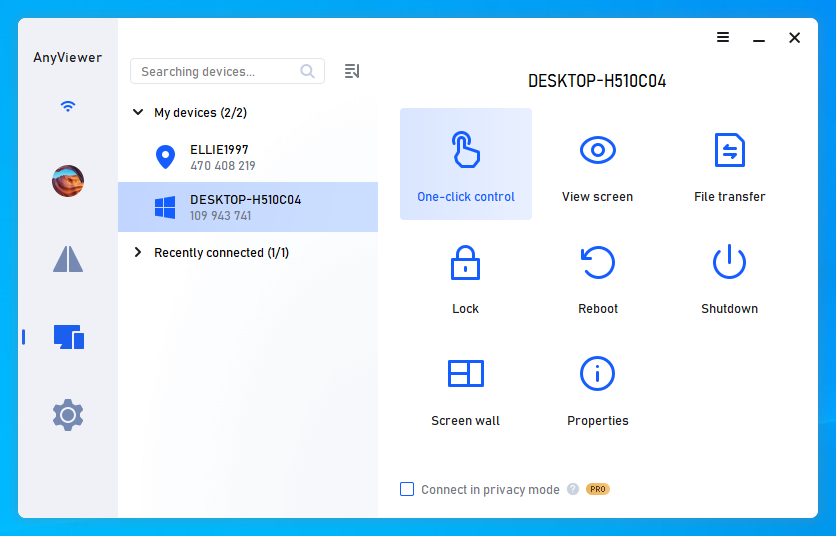 AnyViewer
Searching devices...
My devices (2/2)
ELLIE1997
470 408 219
DESKTOP-H510C04
109 943 741
Recently connected (1/1)
DESKTOP-H510C04
One-click control
View screen
File transfer
Lock
Reboot
Shutdown
Screen wall
Properties
Connect in privacy mode ? PRO